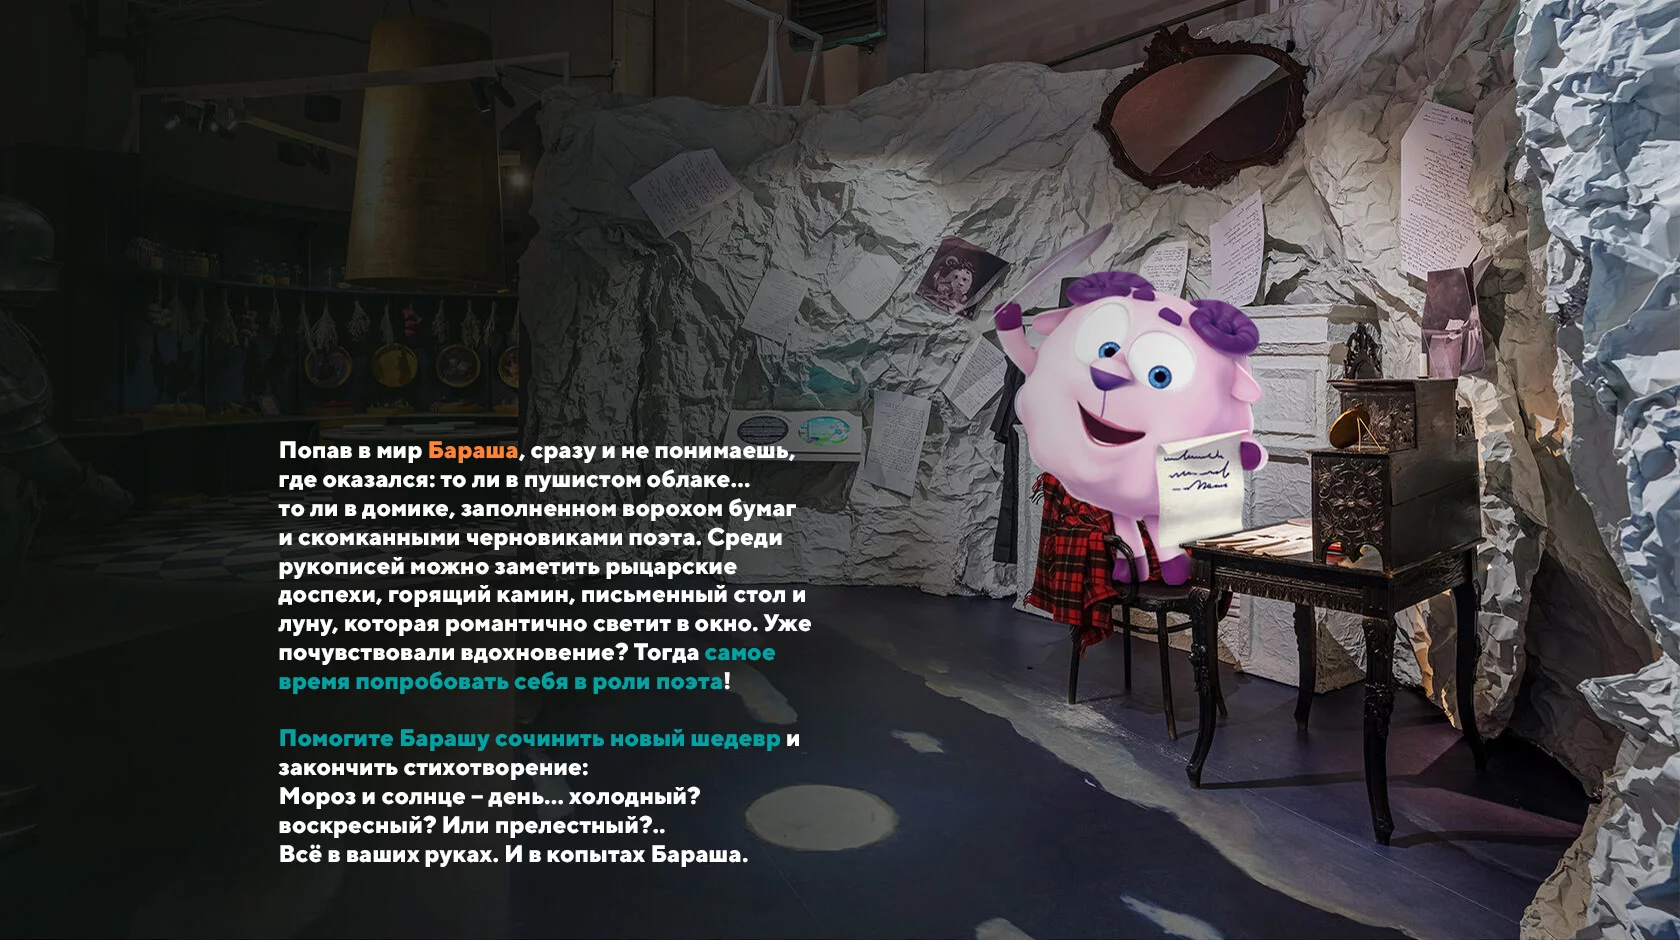 Попав в мир Бараша, сразу и не понимаешь,
где оказался: то ли в пушистом облаке...
то ли в домике, заполненном ворохом бумаг
и скомканными черновиками поэта. Среди
рукописей можно заметить рыцарские
доспехи, горящий камин, письменный стол и
луну, которая романтично светит в окно. Уже
почувствовали вдохновение? Тогда самое
время попробовать себя в роли поэта!
Помогите Барашу сочинить новый шедевр и
закончить стихотворение:
Мороз и солнце – день... холодный?
воскресный? Или прелестный?..
Всё в ваших руках. И в копытах Бараша.